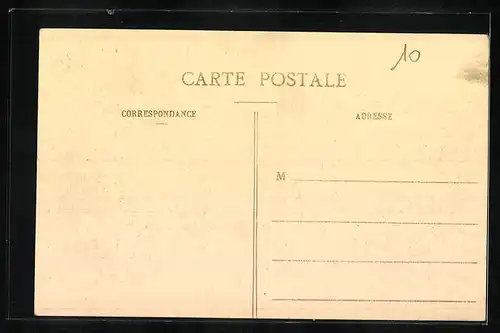 10
CARTE POSTALE
CORRESPONDANCE
ADRESSE
M